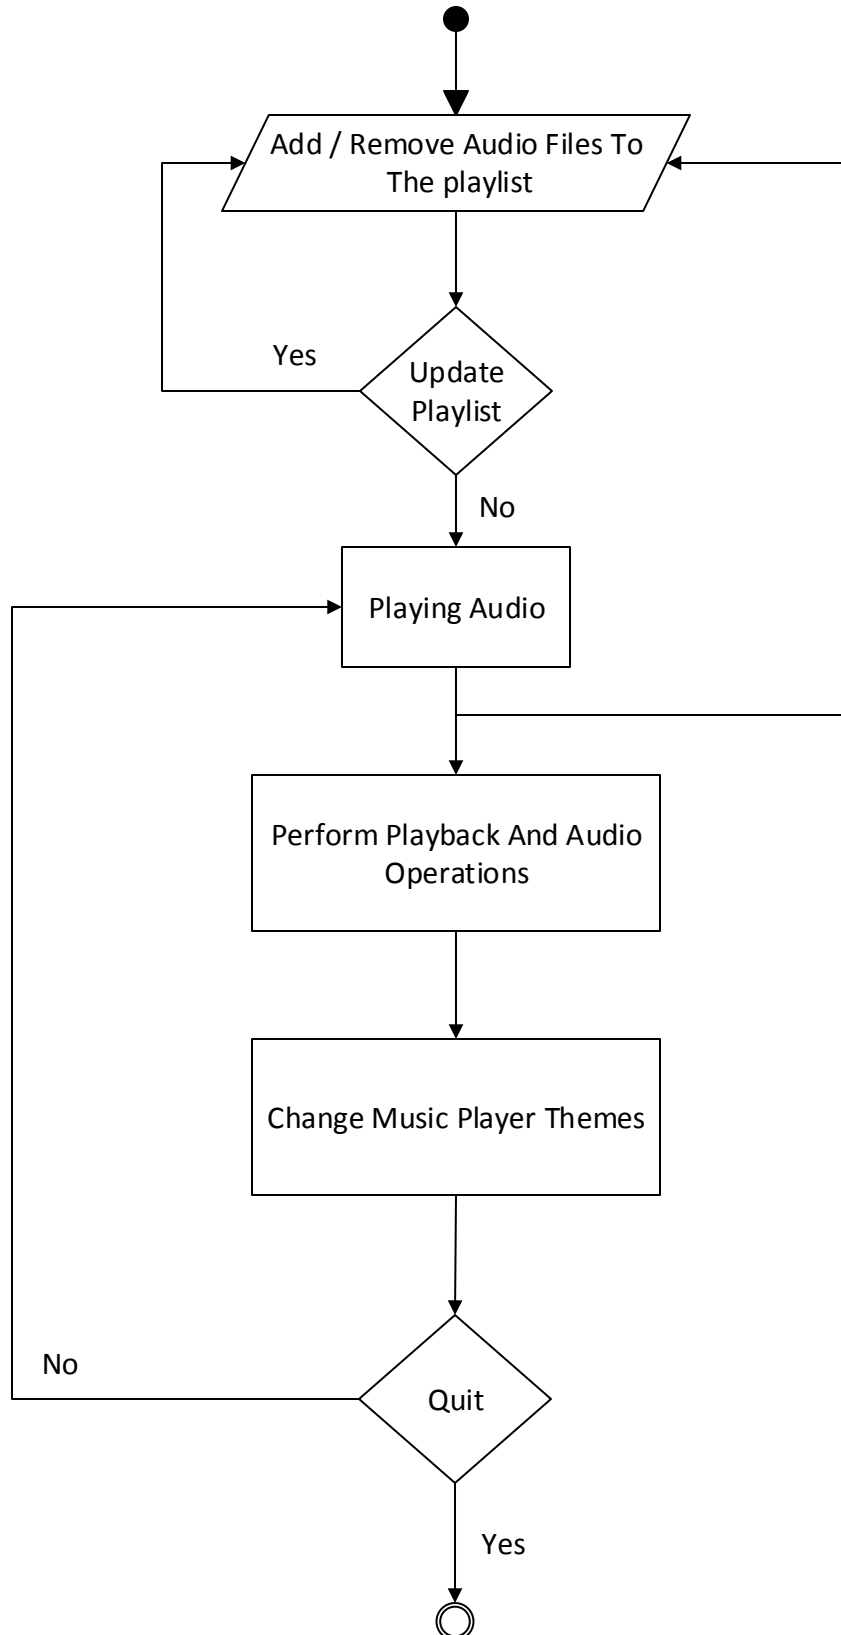 Add / Remove Audio Files To
The playlist
Yes
Update
Playlist
No
Playing Audio
Perform Playback And Audio
Operations
Change Music Player Themes
No
Quit
Yes